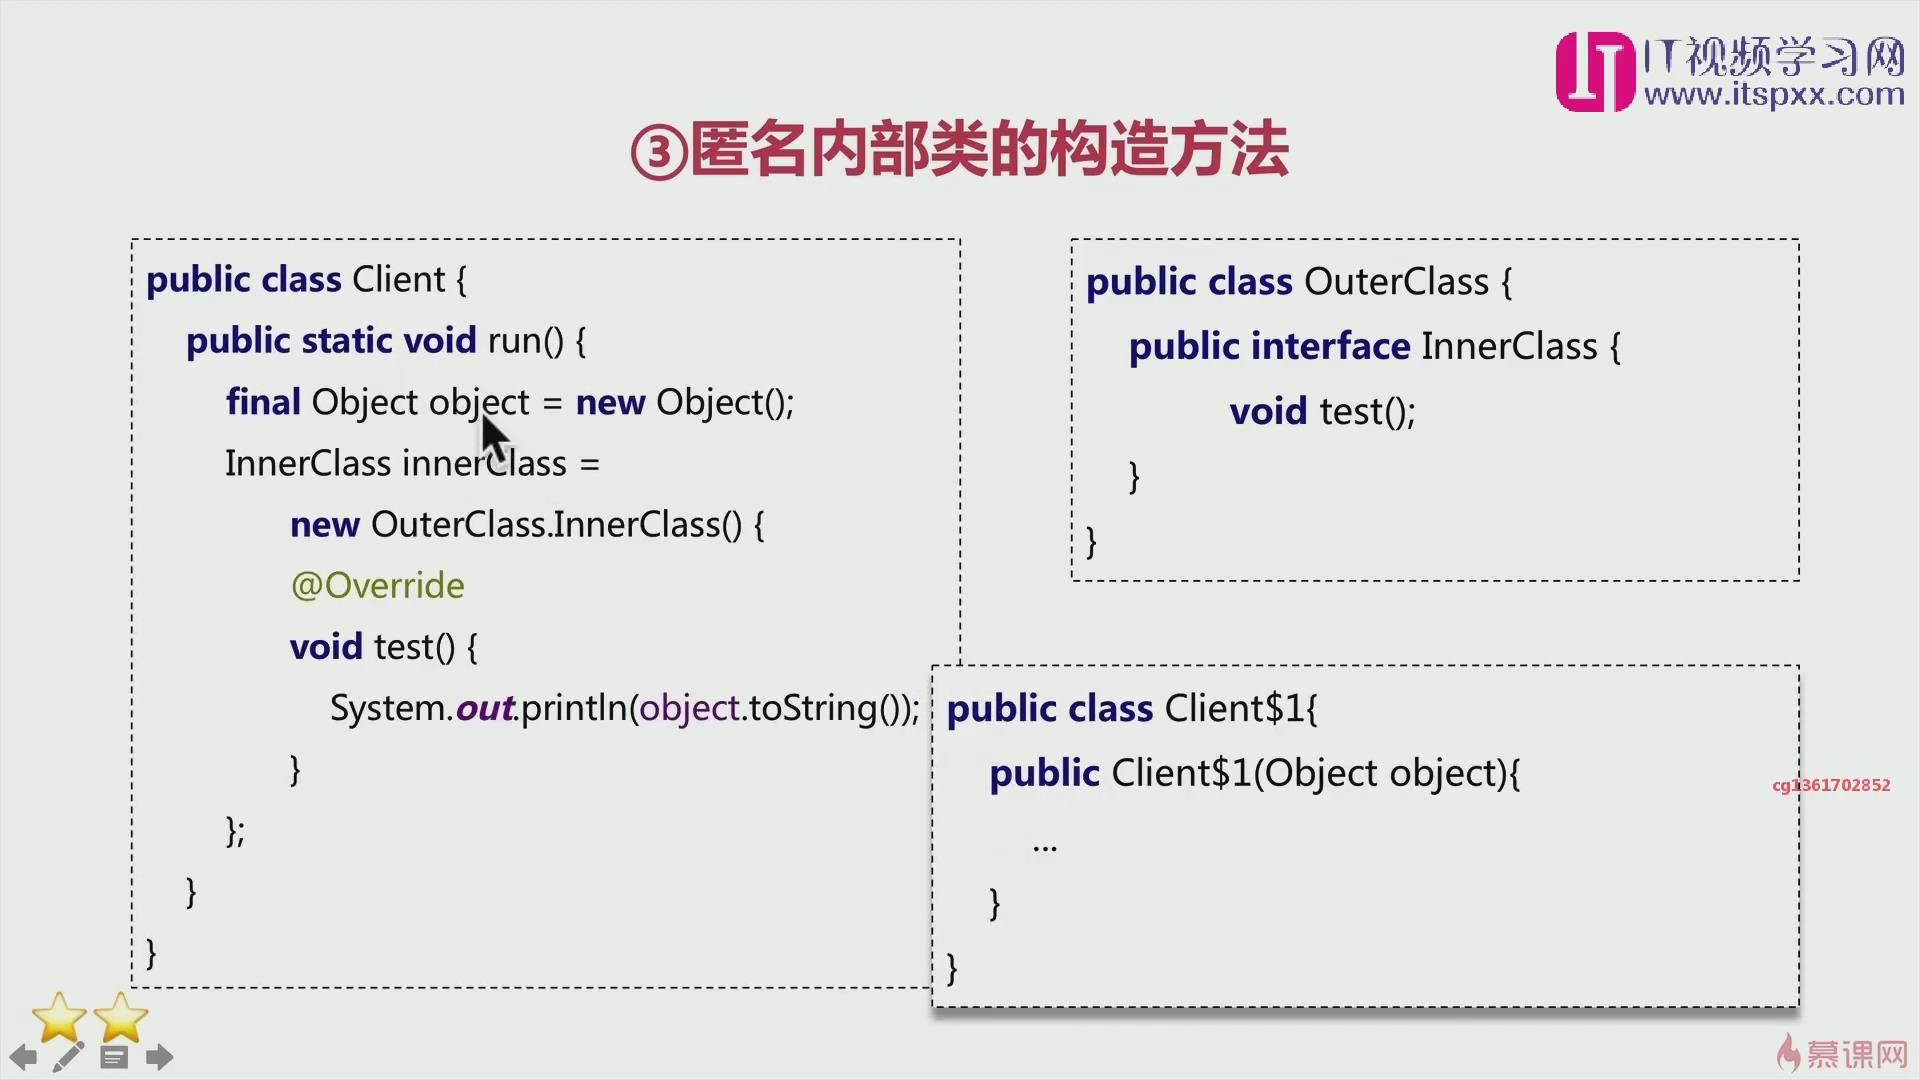 IT视频学习网
www.itspxx.com
③匿名内部类的构造方法
public class Client {
public static void run() {
final Object object = new Object();
InnerClass innerClass =
new OuterClass.InnerClass() {
@Override
void test() {
System.out.println(object.toString());
}
};
}
}
public class OuterClass {
public interface InnerClass {
void test();
}
}
public class Client$1{
public Client$1(Object object){
...
}
}
cg1361702852
慕课网